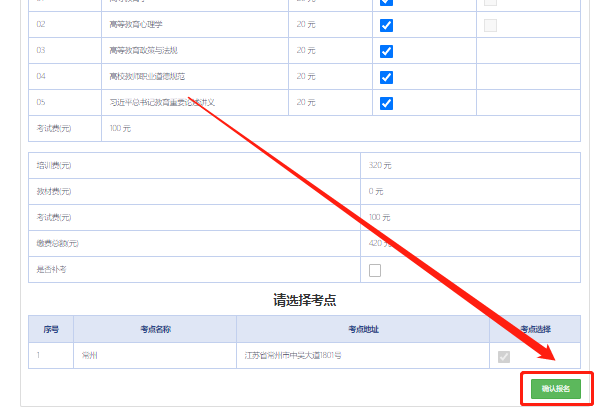 02 高等教育心理学 20 元
03 高等教育政策与法规 20 元
04 高校教师职业道德规范 20 元
05 习近平总书记教育重要论述讲义 20 元
考试费(元) 100 元
培训费(元) 320 元
教材费(元) 0 元
考试费(元) 100 元
缴费总额(元) 420 元
是否补考
请选择考点
序号 考点名称 考点地址 考点选择
1 常州 江苏省常州市中吴大道1801号
确认报名